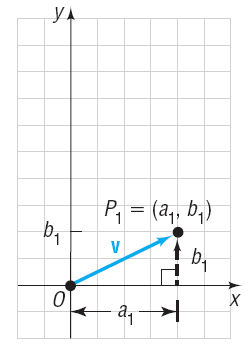 y
P₁ = (a₁, b₁)
b₁
v
b₁
O
a₁
x